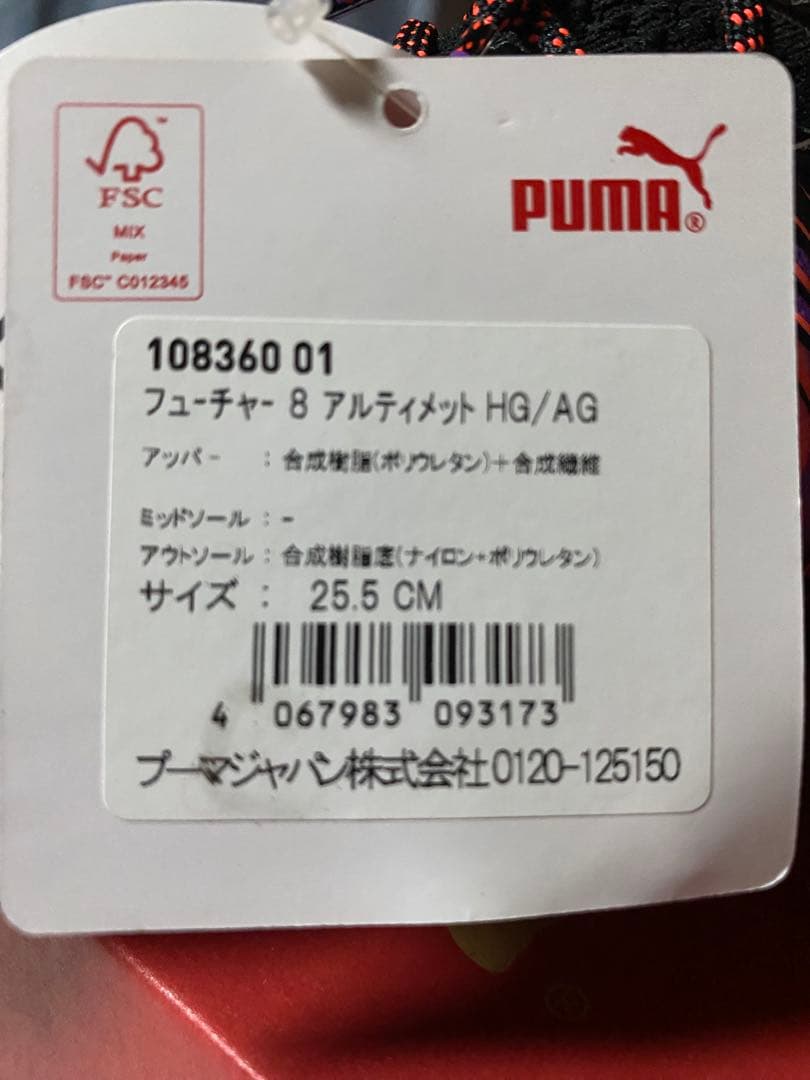 FSC
MIX
Paper
FSC™ C012345
PUMA®
108360 01
フューチャー 8 アルティメット HG/AG
アッパー : 合成樹脂(ポリウレタン)+合成繊維
ミッドソール : -
アウトソール : 合成樹脂底(ナイロン+ポリウレタン)
サイズ : 25.5 CM
4 067983 093173
プーマジャパン株式会社0120-125150